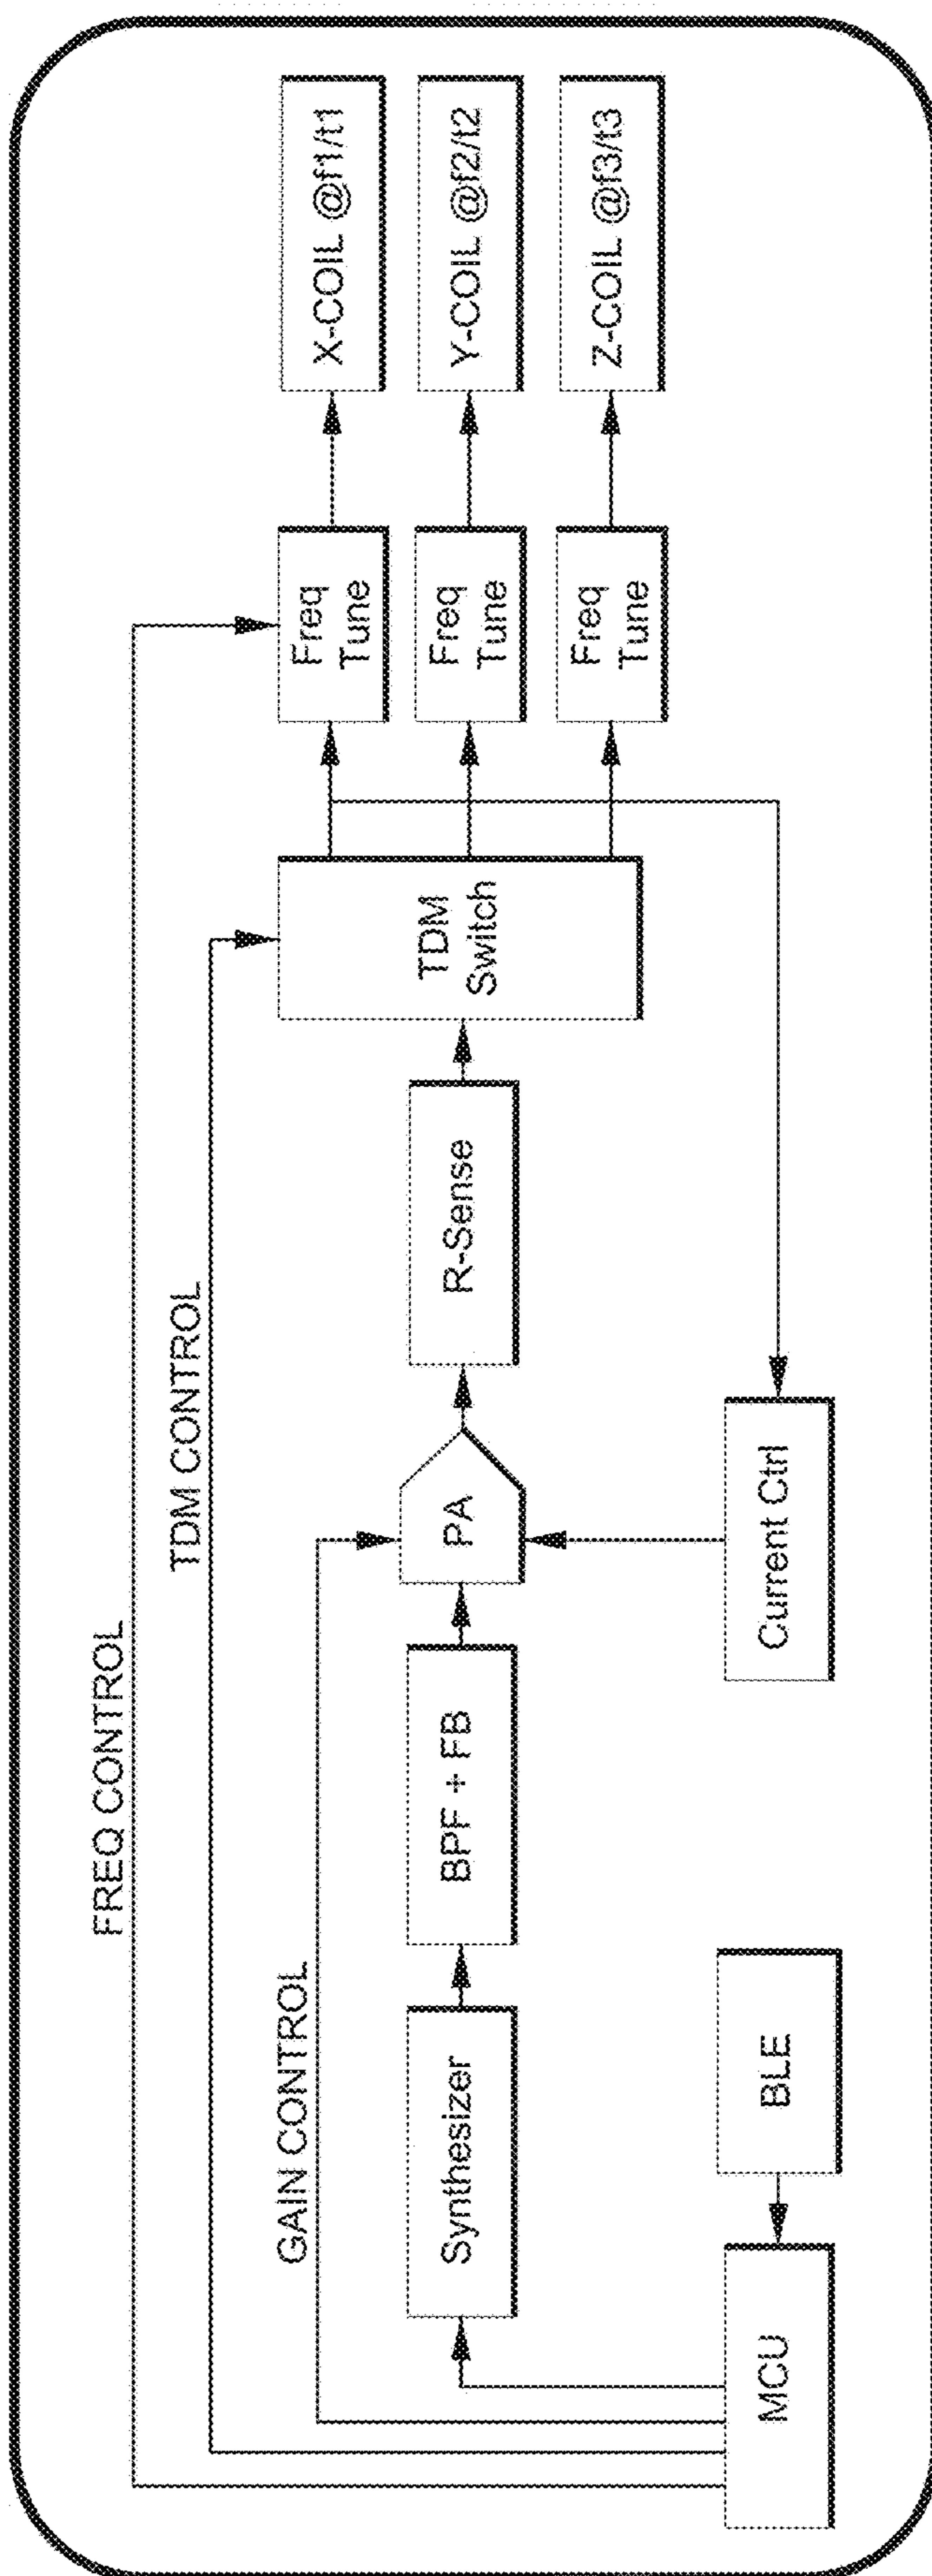 FREQ CONTROL
TDM CONTROL
GAIN CONTROL
MCU
BLE
Synthesizer
BPF + FB
PA
Current Ctrl
R-Sense
TDM
Switch
Freq
Tune
Freq
Tune
Freq
Tune
X-COIL @f1/t1
Y-COIL @f2/t2
Z-COIL @f3/t3